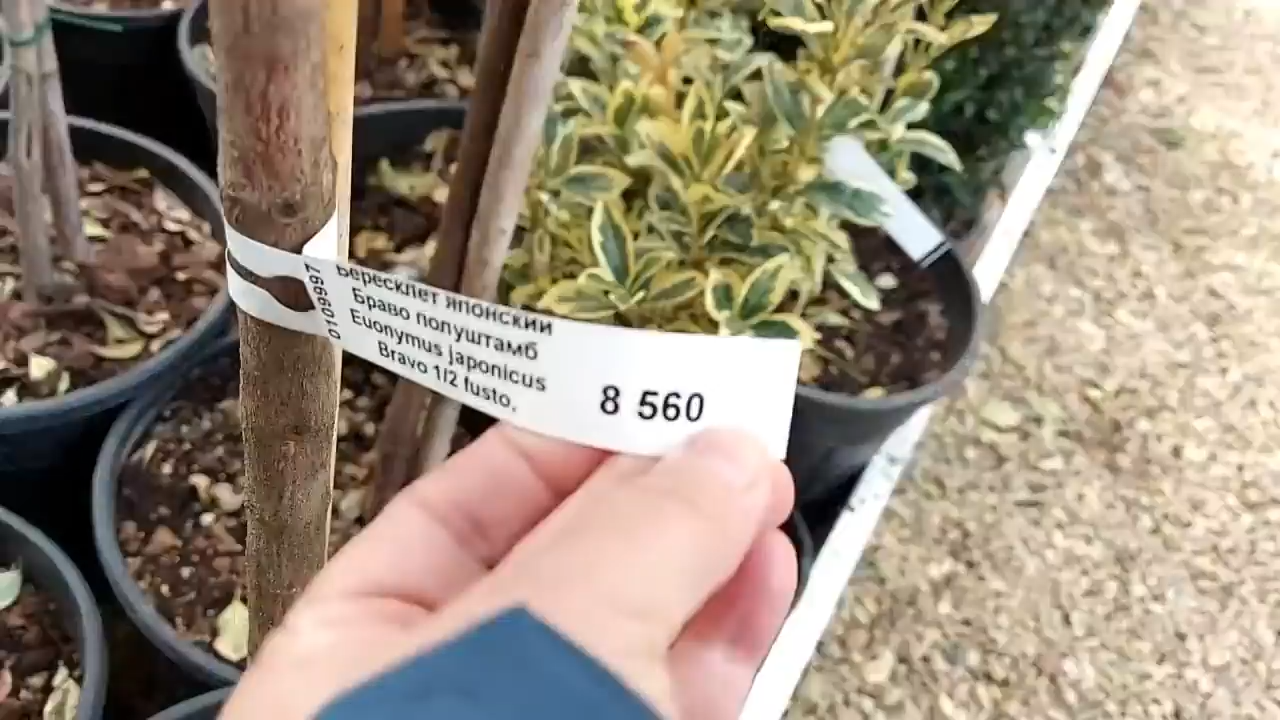 Бересклет японский
Браво полуштамб
Euonymus japonicus
Bravo 1/2 fusto,
8 560
0109997